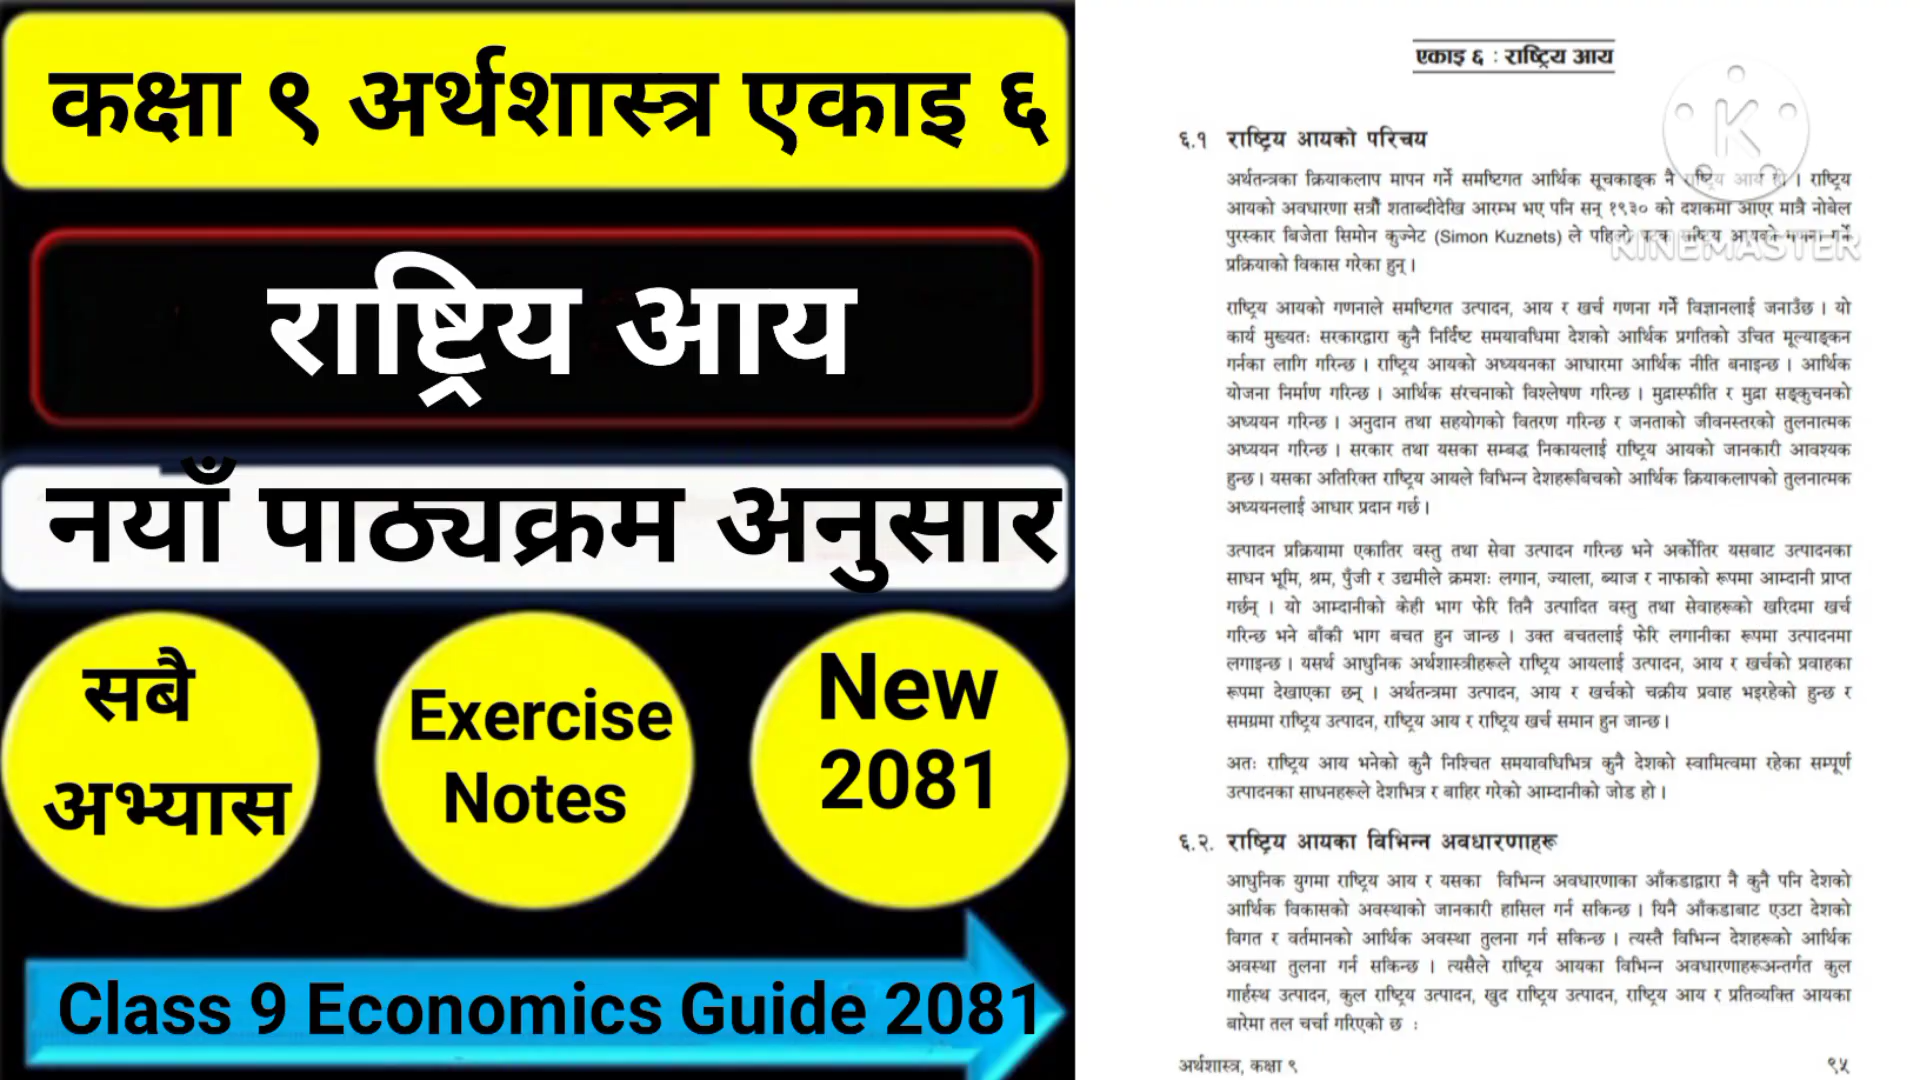 कक्षा ९ अर्थशास्त्र एकाइ ६
राष्ट्रिय आय
नयाँ पाठ्यक्रम अनुसार
सबै
अभ्यास
Exercise
Notes
New
2081
Class 9 Economics Guide 2081
एकाइ ६ : राष्ट्रिय आय
K
KINEMASTER
६.१ राष्ट्रिय आयको परिचय
अर्थतन्त्रका क्रियाकलाप मापन गर्ने समष्टिगत आर्थिक सूचकाङ्क नै राष्ट्रिय आय हो । राष्ट्रिय
आयको अवधारणा सत्रौँ शताब्दीदेखि आरम्भ भए पनि सन् १९३० को दशकमा आएर मात्रै नोबेल
पुरस्कार बिजेता सिमोन कुज्नेट (Simon Kuznets) ले पहिलो पटक राष्ट्रिय आयको गणना गर्ने
प्रक्रियाको विकास गरेका हुन् ।
राष्ट्रिय आयको गणनाले समष्टिगत उत्पादन, आय र खर्च गणना गर्ने विज्ञानलाई जनाउँछ । यो
कार्य मुख्यतः सरकारद्वारा कुनै निर्दिष्ट समयावधिमा देशको आर्थिक प्रगतिको उचित मूल्याङ्कन
गर्नका लागि गरिन्छ । राष्ट्रिय आयको अध्ययनका आधारमा आर्थिक नीति बनाइन्छ । आर्थिक
योजना निर्माण गरिन्छ । आर्थिक संरचनाको विश्लेषण गरिन्छ । मुद्रास्फीति र मुद्रा सङ्कुचनको
अध्ययन गरिन्छ । अनुदान तथा सहयोगको वितरण गरिन्छ र जनताको जीवनस्तरको तुलनात्मक
अध्ययन गरिन्छ । सरकार तथा यसका सम्बद्ध निकायलाई राष्ट्रिय आयको जानकारी आवश्यक
हुन्छ । यसका अतिरिक्त राष्ट्रिय आयले विभिन्न देशहरूबिचको आर्थिक क्रियाकलापको तुलनात्मक
अध्ययनलाई आधार प्रदान गर्छ ।
उत्पादन प्रक्रियामा एकातिर वस्तु तथा सेवा उत्पादन गरिन्छ भने अर्कोतिर यसबाट उत्पादनका
साधन भूमि, श्रम, पुँजी र उद्यमीले क्रमशः लगान, ज्याला, ब्याज र नाफाको रूपमा आम्दानी प्राप्त
गर्छन् । यो आम्दानीको केही भाग फेरि तिनै उत्पादित वस्तु तथा सेवाहरूको खरिदमा खर्च
गरिन्छ भने बाँकी भाग बचत हुन जान्छ । उक्त बचतलाई फेरि लगानीका रूपमा उत्पादनमा
लगाइन्छ । यसर्थ आधुनिक अर्थशास्त्रीहरूले राष्ट्रिय आयलाई उत्पादन, आय र खर्चको प्रवाहका
रूपमा देखाएका छन् । अर्थतन्त्रमा उत्पादन, आय र खर्चको चक्रीय प्रवाह भइरहेको हुन्छ र
समग्रमा राष्ट्रिय उत्पादन, राष्ट्रिय आय र राष्ट्रिय खर्च समान हुन जान्छ ।
अतः राष्ट्रिय आय भनेको कुनै निश्चित समयावधिभित्र कुनै देशको स्वामित्वमा रहेका सम्पूर्ण
उत्पादनका साधनहरूले देशभित्र र बाहिर गरेको आम्दानीको जोड हो ।
६.२. राष्ट्रिय आयका विभिन्न अवधारणाहरू
आधुनिक युगमा राष्ट्रिय आय र यसका विभिन्न अवधारणाका आँकडाद्वारा नै कुनै पनि देशको
आर्थिक विकासको अवस्थाको जानकारी हासिल गर्न सकिन्छ । यिनै आँकडाबाट एउटा देशको
विगत र वर्तमानको आर्थिक अवस्था तुलना गर्न सकिन्छ । त्यस्तै विभिन्न देशहरूको आर्थिक
अवस्था तुलना गर्न सकिन्छ । त्यसैले राष्ट्रिय आयका विभिन्न अवधारणाहरूअन्तर्गत कुल
गार्हस्थ उत्पादन, कुल राष्ट्रिय उत्पादन, खुद राष्ट्रिय उत्पादन, राष्ट्रिय आय र प्रतिव्यक्ति आयका
बारेमा तल चर्चा गरिएको छ :
अर्थशास्त्र, कक्षा ९
९५